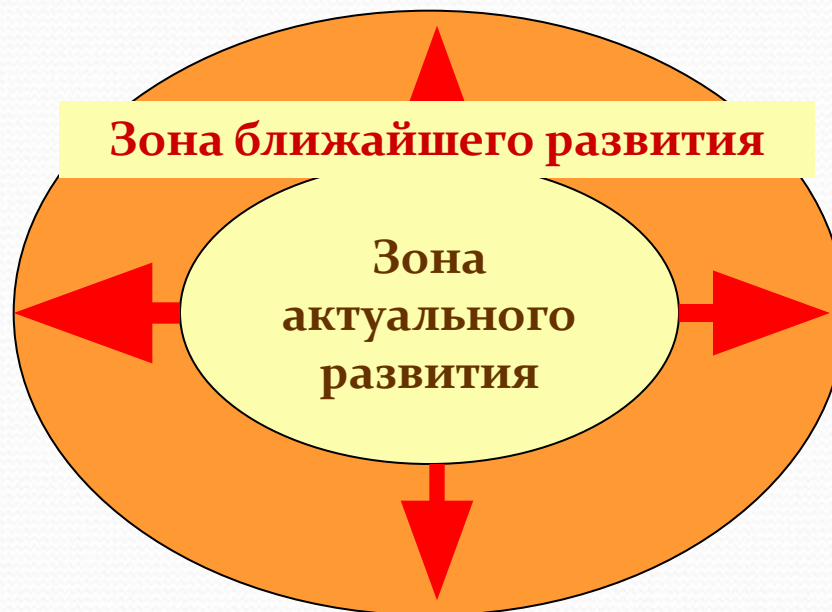 Зона ближайшего развития
Зона
актуального
развития